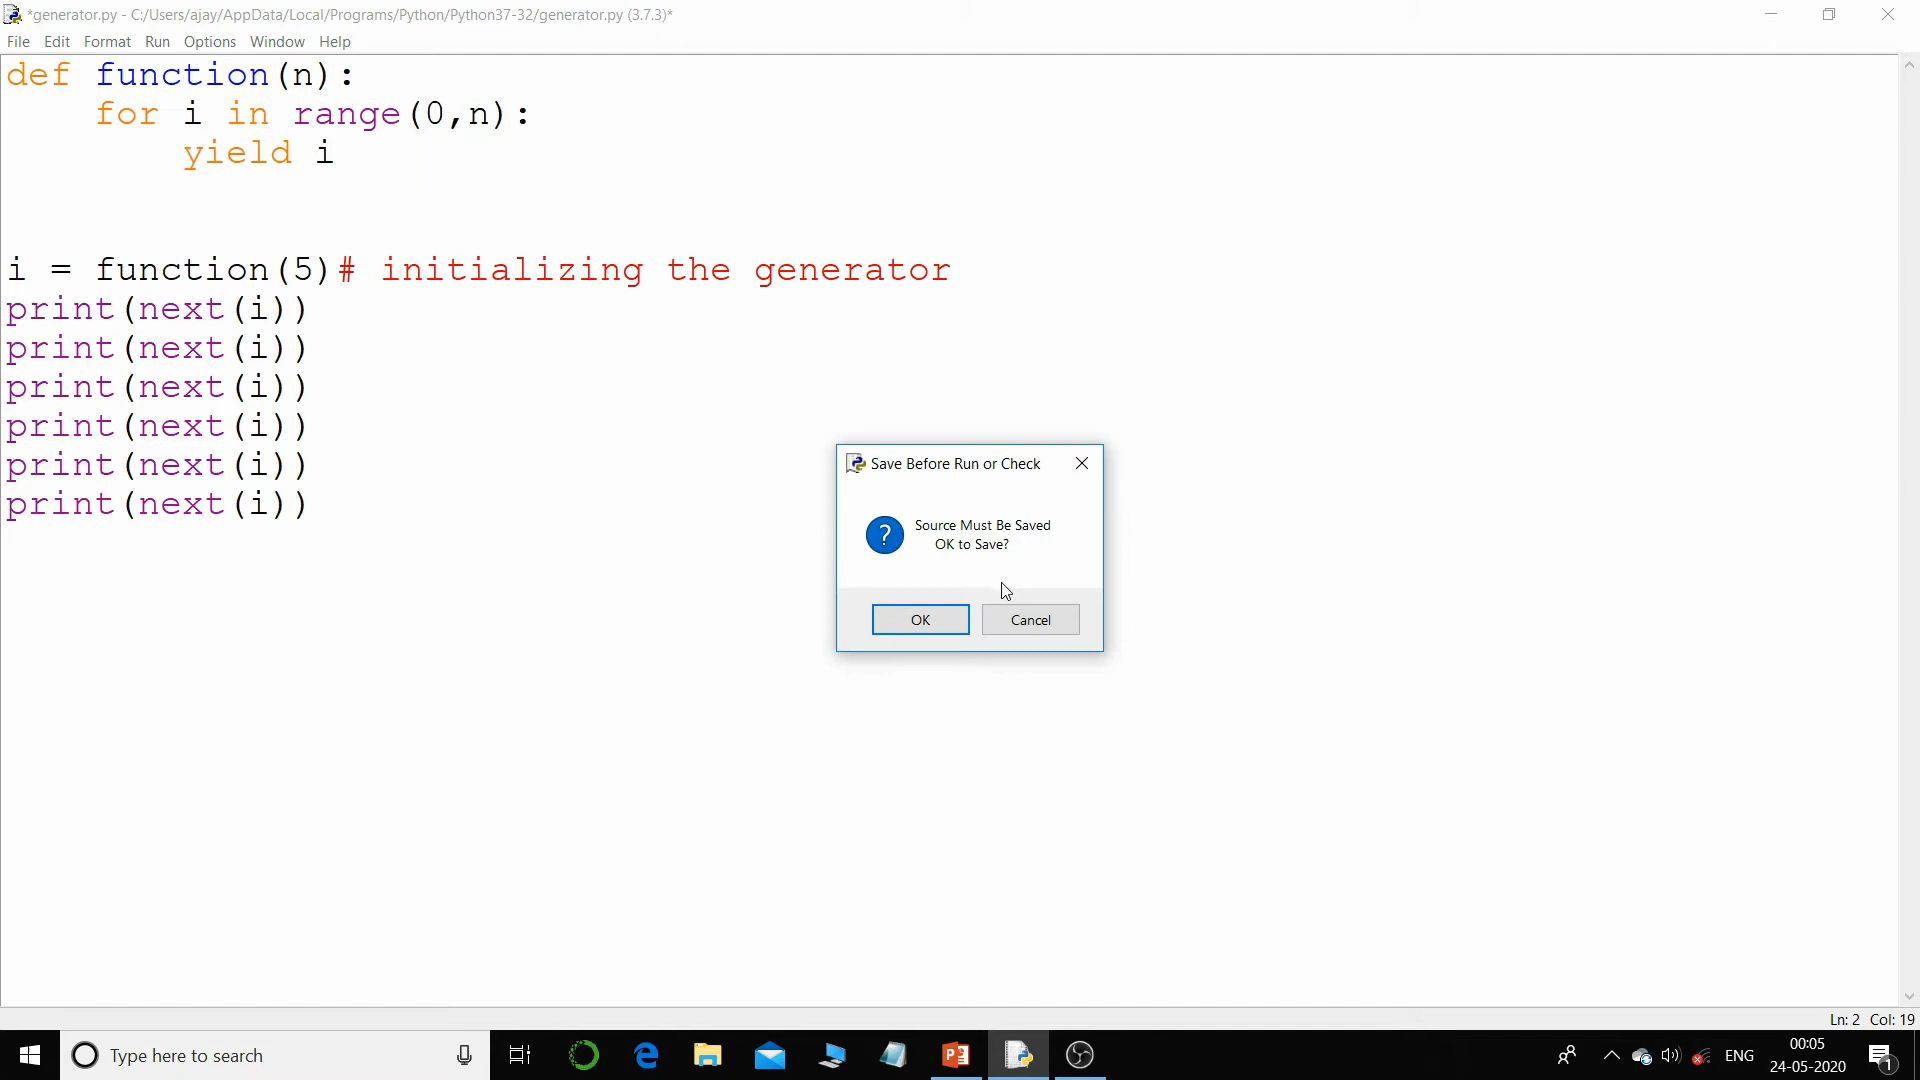 *generator.py - C:/Users/ajay/AppData/Local/Programs/Python/Python37-32/generator.py (3.7.3)*
File Edit Format Run Options Window Help
def function(n):
    for i in range(0,n):
        yield i
i = function(5)# initializing the generator
print(next(i))
print(next(i))
print(next(i))
print(next(i))
print(next(i))
print(next(i))
Save Before Run or Check
?
Source Must Be Saved
OK to Save?
OK Cancel
Ln: 2 Col: 19
Type here to search
ENG
00:05
24-05-2020
1